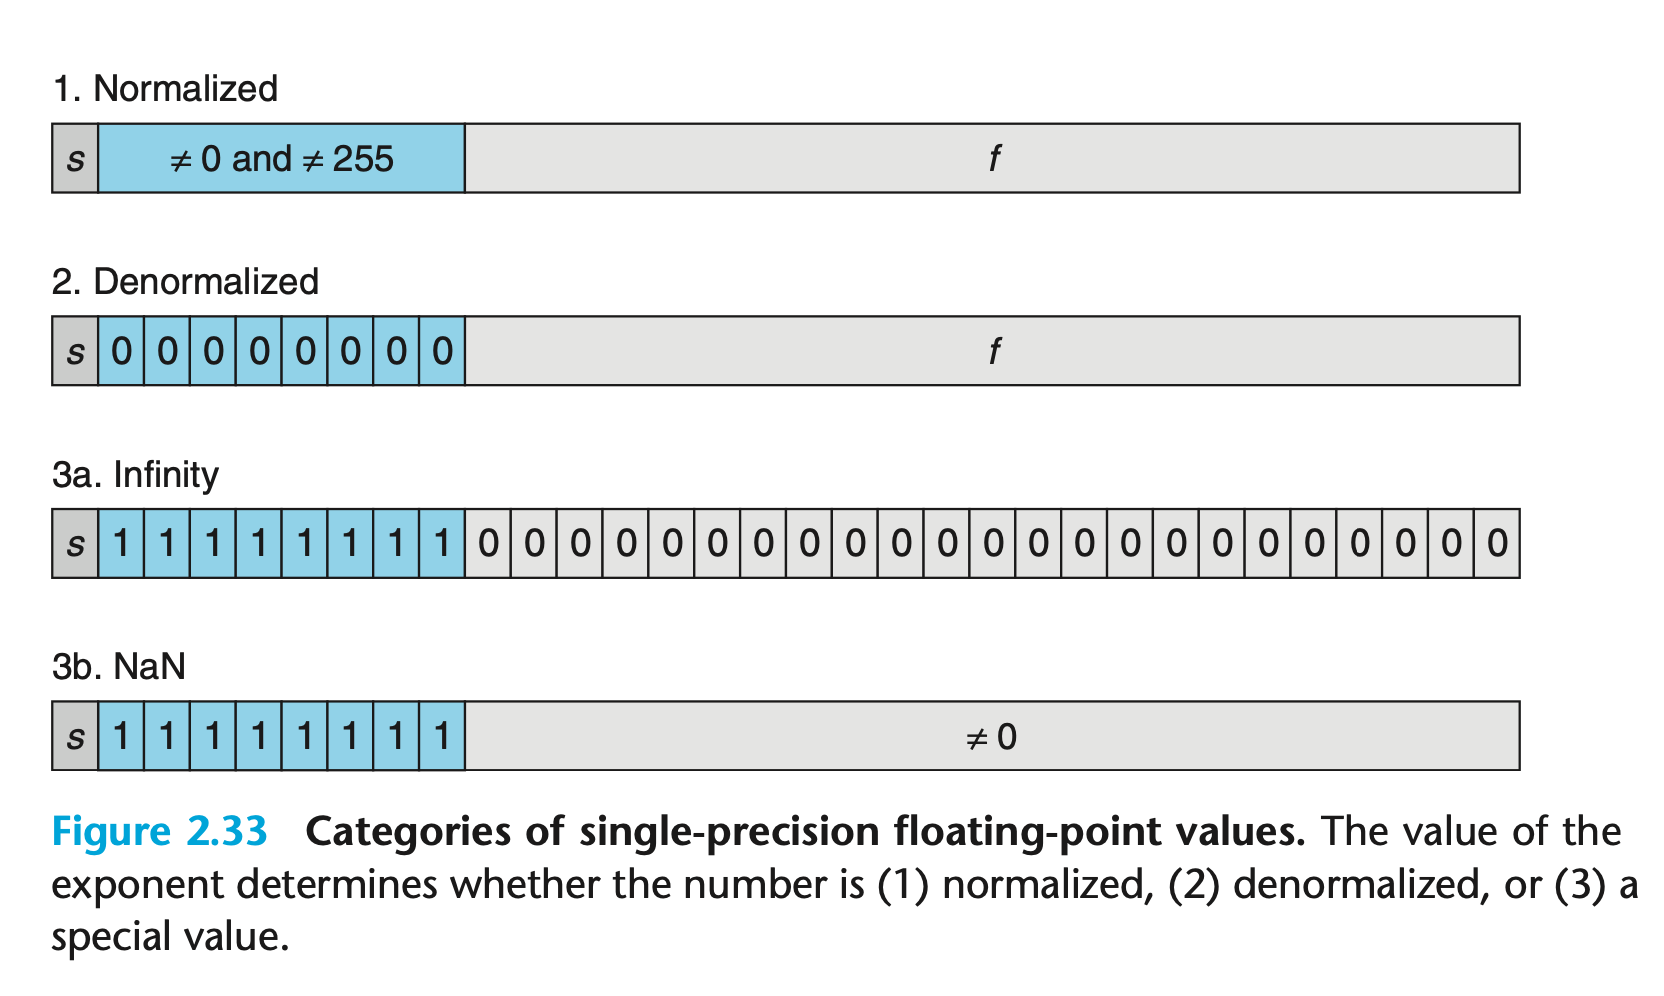 1. Normalized
s ≠ 0 and ≠ 255 f
2. Denormalized
s 0 0 0 0 0 0 0 0 f
3a. Infinity
s 1 1 1 1 1 1 1 1 0 0 0 0 0 0 0 0 0 0 0 0 0 0 0 0 0 0 0 0 0 0 0
3b. NaN
s 1 1 1 1 1 1 1 1 ≠ 0
Figure 2.33 Categories of single-precision floating-point values. The value of the
exponent determines whether the number is (1) normalized, (2) denormalized, or (3) a
special value.